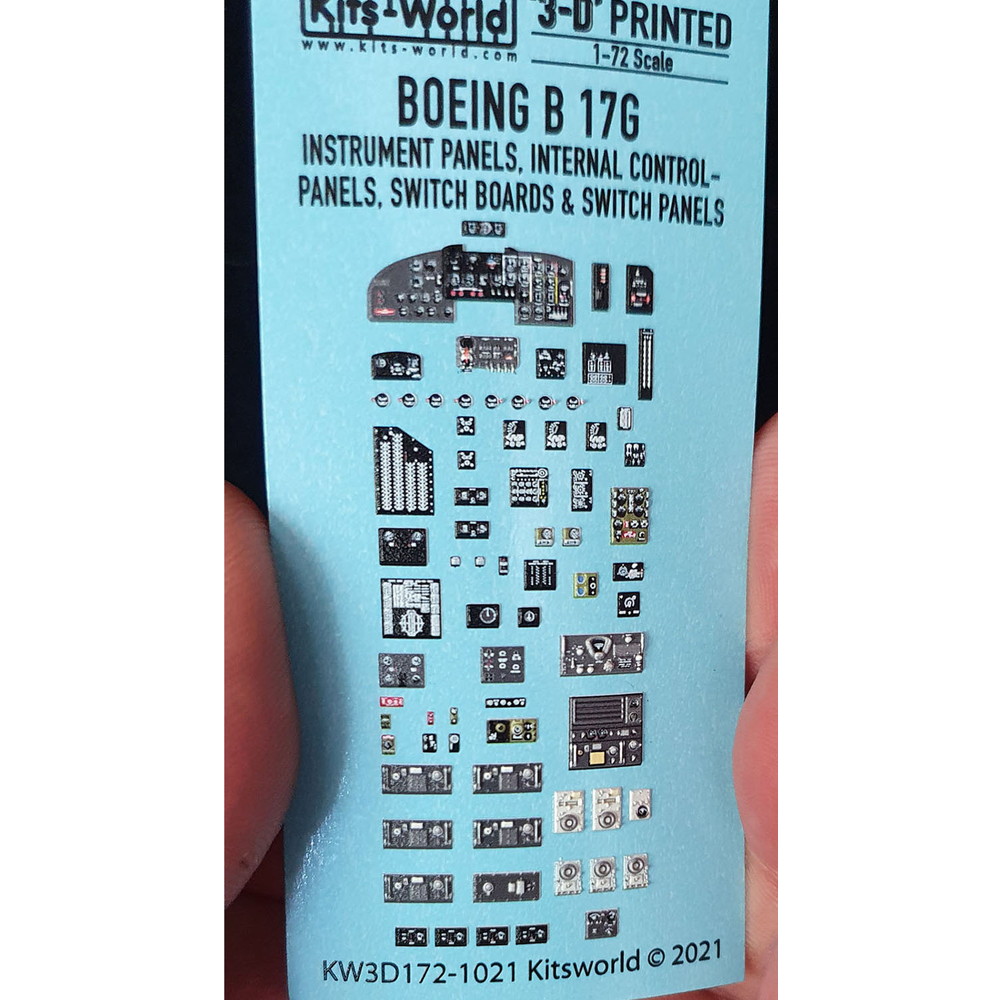 Kits-World
'3-D' PRINTED
www.kits-world.com
1-72 Scale
BOEING B 17G
INSTRUMENT PANELS, INTERNAL CONTROL-
PANELS, SWITCH BOARDS & SWITCH PANELS
KW3D172-1021 Kitsworld © 2021